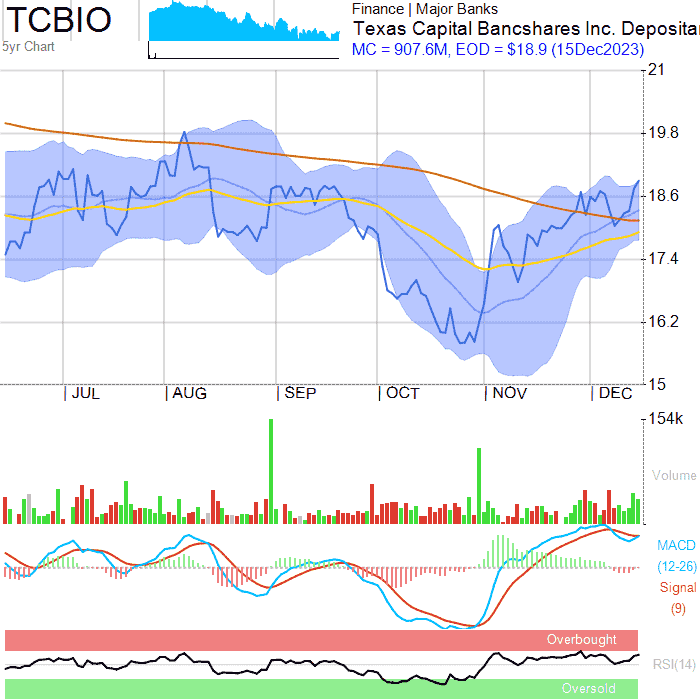 TCBIO
5yr Chart
Finance | Major Banks
Texas Capital Bancshares Inc. Depositar
MC = 907.6M, EOD = $18.9 (15Dec2023)
21
19.8
18.6
17.4
16.2
15
JUL AUG SEP OCT NOV DEC
154k
Volume
MACD
(12-26)
Signal
(9)
Overbought
RSI(14)
Oversold